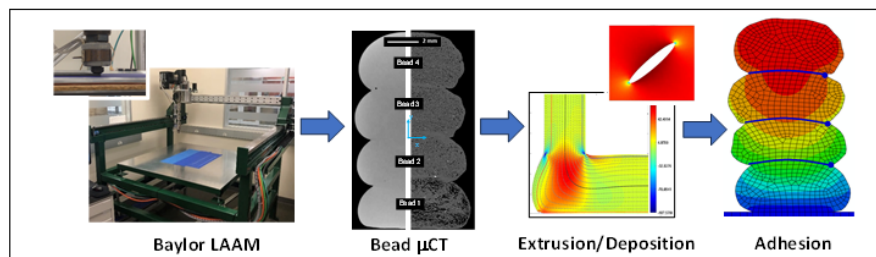 2 mm
Bead 4
Bead 3
Bead 2
Bead 1
Baylor LAAM
Bead μCT
Extrusion/Deposition
Adhesion